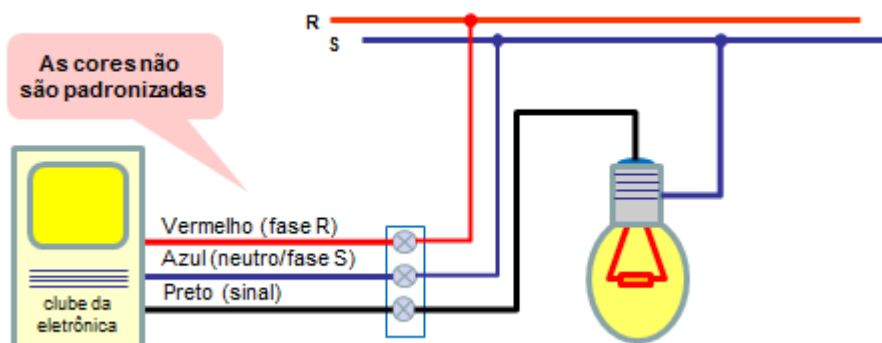 R
S
As cores não
são padronizadas
Vermelho (fase R)
Azul (neutro/fase S)
Preto (sinal)
clube da
eletrônica